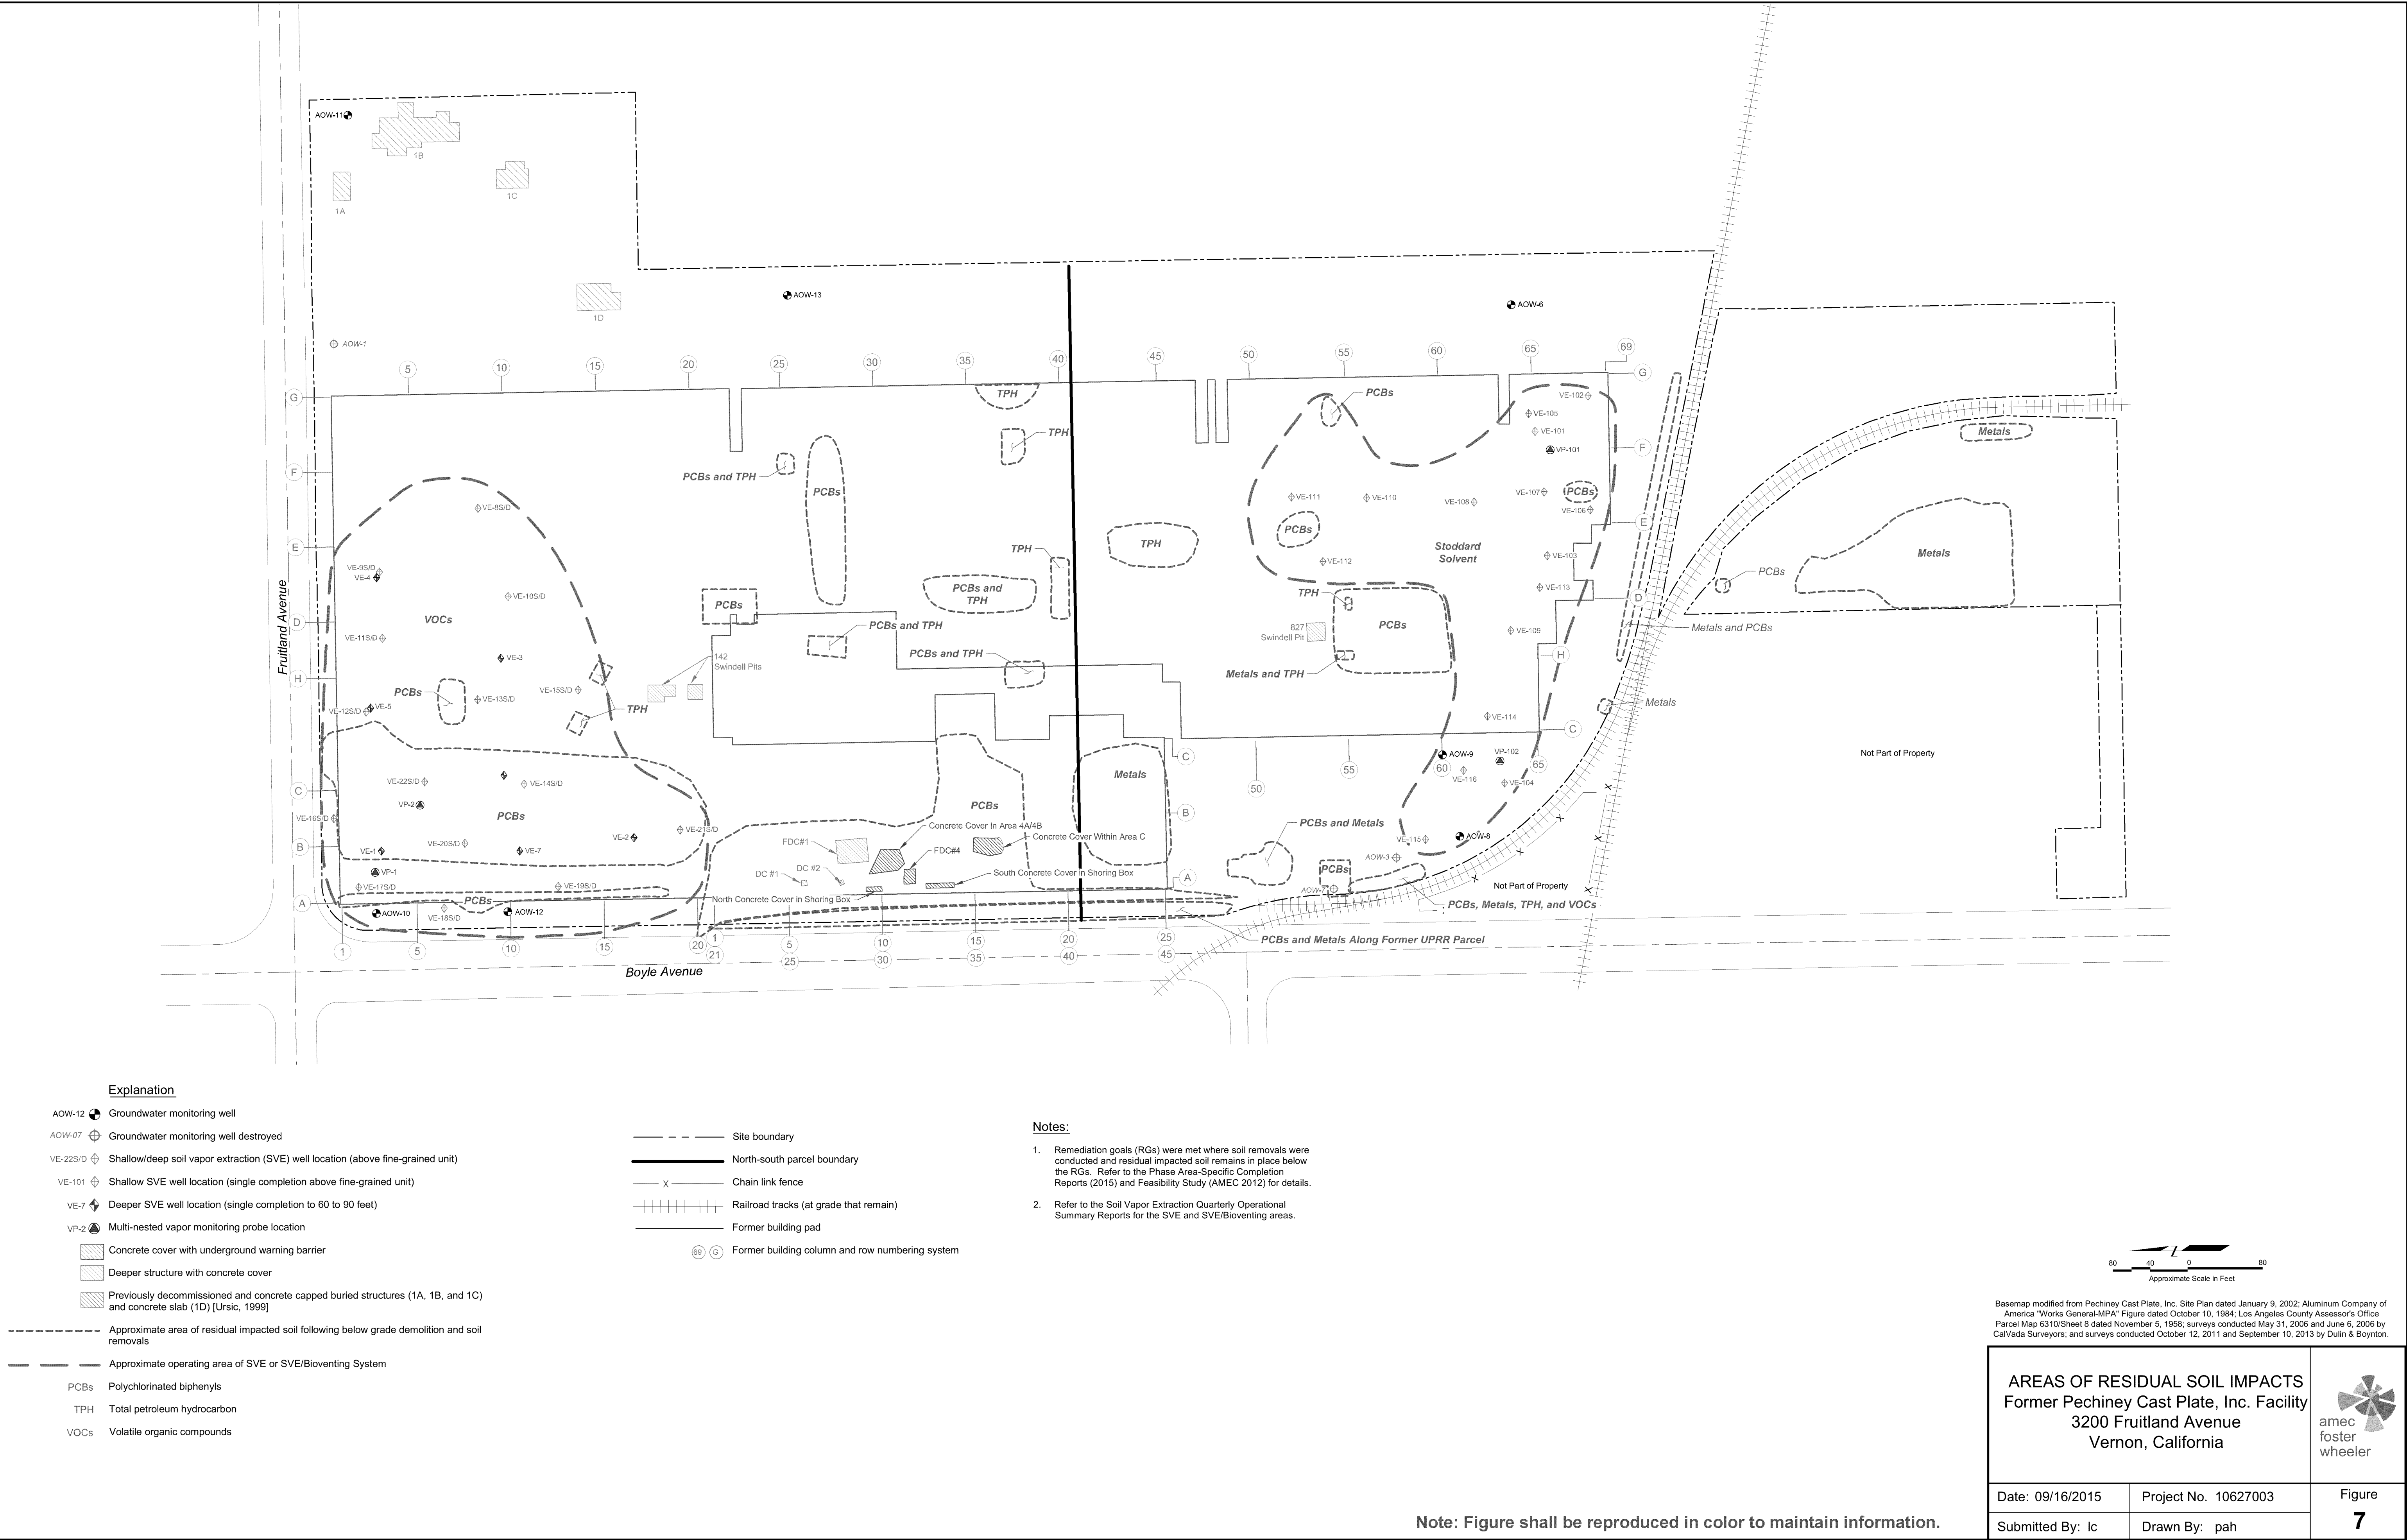 AOW-11
1B
1A
1C
1D
AOW-13
AOW-6
AOW-1
5
10
15
20
25
30
35
40
45
50
55
60
65
69
G
F
E
D
H
C
B
A
G
F
E
D
H
C
C
B
A
TPH
TPH
PCBs and TPH
PCBs
TPH
TPH
PCBs and
TPH
PCBs
PCBs and TPH
PCBs and TPH
142
Swindell Pits
VE-8S/D
VE-9S/D
VE-4
VE-10S/D
VOCs
VE-11S/D
VE-3
PCBs
VE-13S/D
VE-15S/D
TPH
VE-12S/D
VE-5
VE-22S/D
VE-14S/D
VP-2
PCBs
VE-16S/D
VE-20S/D
VE-2
VE-21S/D
VE-1
VE-7
VP-1
VE-17S/D
VE-19S/D
PCBs
AOW-10
VE-18S/D
AOW-12
PCBs
VE-102
VE-105
VE-101
VP-101
VE-111
VE-110
VE-108
VE-107
PCBs
VE-106
PCBs
VE-112
Stoddard
Solvent
VE-103
VE-113
TPH
827
Swindell Pit
PCBs
VE-109
Metals and TPH
VE-114
AOW-9
VP-102
VE-116
VE-104
50
55
60
65
Metals
PCBs
Concrete Cover In Area 4A/4B
Concrete Cover Within Area C
FDC#1
FDC#4
DC #2
DC #1
South Concrete Cover in Shoring Box
North Concrete Cover in Shoring Box
PCBs and Metals
VE-115
AOW-8
AOW-3
PCBs
AOW-7
Not Part of Property
PCBs, Metals, TPH, and VOCs
PCBs and Metals Along Former UPRR Parcel
Metals
Metals
PCBs
Metals and PCBs
Metals
Not Part of Property
X
X
X
X
X
X
1
5
10
15
20
1
21
5
25
10
30
15
35
20
40
25
45
Fruitland Avenue
Boyle Avenue
Explanation
AOW-12 Groundwater monitoring well
AOW-07 Groundwater monitoring well destroyed
VE-22S/D Shallow/deep soil vapor extraction (SVE) well location (above fine-grained unit)
VE-101 Shallow SVE well location (single completion above fine-grained unit)
VE-7 Deeper SVE well location (single completion to 60 to 90 feet)
VP-2 Multi-nested vapor monitoring probe location
Concrete cover with underground warning barrier
Deeper structure with concrete cover
Previously decommissioned and concrete capped buried structures (1A, 1B, and 1C)
and concrete slab (1D) [Ursic, 1999]
Approximate area of residual impacted soil following below grade demolition and soil
removals
Approximate operating area of SVE or SVE/Bioventing System
PCBs Polychlorinated biphenyls
TPH Total petroleum hydrocarbon
VOCs Volatile organic compounds
Site boundary
North-south parcel boundary
X Chain link fence
Railroad tracks (at grade that remain)
Former building pad
69 G Former building column and row numbering system
Notes:
1. Remediation goals (RGs) were met where soil removals were
conducted and residual impacted soil remains in place below
the RGs. Refer to the Phase Area-Specific Completion
Reports (2015) and Feasibility Study (AMEC 2012) for details.
2. Refer to the Soil Vapor Extraction Quarterly Operational
Summary Reports for the SVE and SVE/Bioventing areas.
Z
80 40 0 80
Approximate Scale in Feet
Basemap modified from Pechiney Cast Plate, Inc. Site Plan dated January 9, 2002; Aluminum Company of
America "Works General-MPA" Figure dated October 10, 1984; Los Angeles County Assessor's Office
Parcel Map 6310/Sheet 8 dated November 5, 1958; surveys conducted May 31, 2006 and June 6, 2006 by
CalVada Surveyors; and surveys conducted October 12, 2011 and September 10, 2013 by Dulin & Boynton.
AREAS OF RESIDUAL SOIL IMPACTS
Former Pechiney Cast Plate, Inc. Facility
3200 Fruitland Avenue
Vernon, California
amec
foster
wheeler
Date: 09/16/2015
Project No. 10627003
Figure
7
Submitted By: lc
Drawn By: pah
Note: Figure shall be reproduced in color to maintain information.